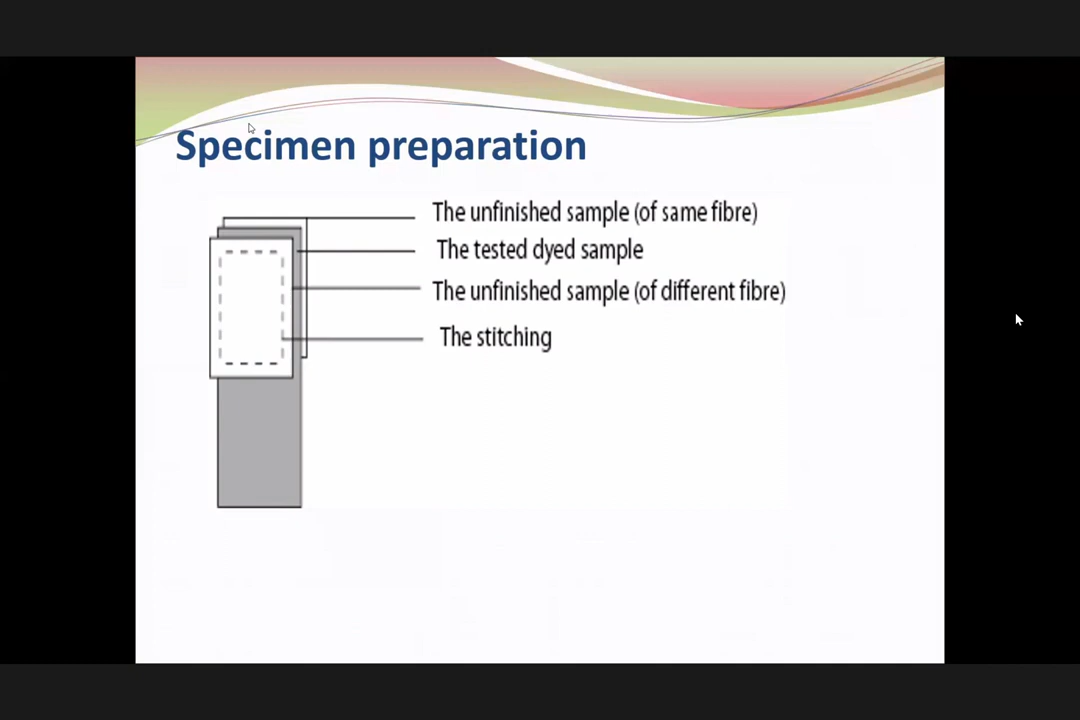 Specimen preparation
The unfinished sample (of same fibre)
The tested dyed sample
The unfinished sample (of different fibre)
The stitching